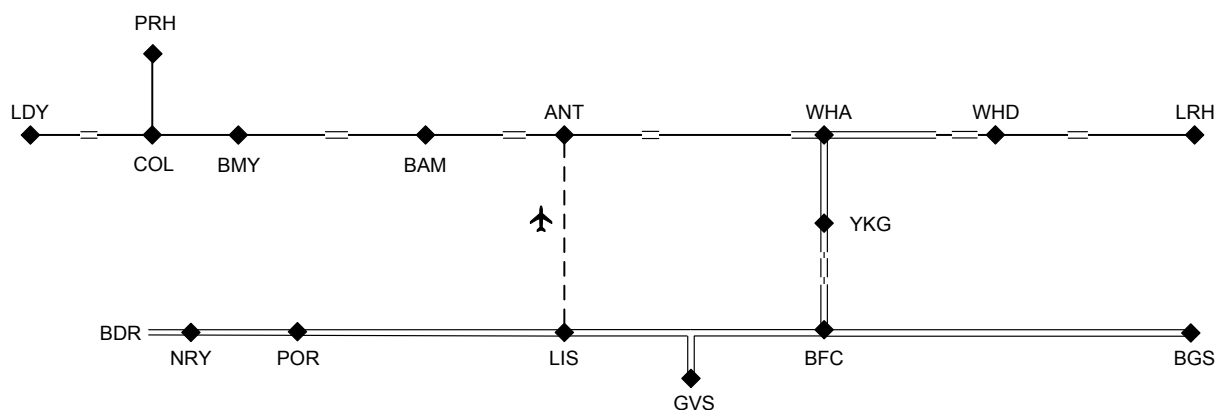 PRH
LDY
ANT
WHA
WHD
LRH
COL
BMY
BAM
YKG
BDR
NRY
POR
LIS
BFC
BGS
GVS